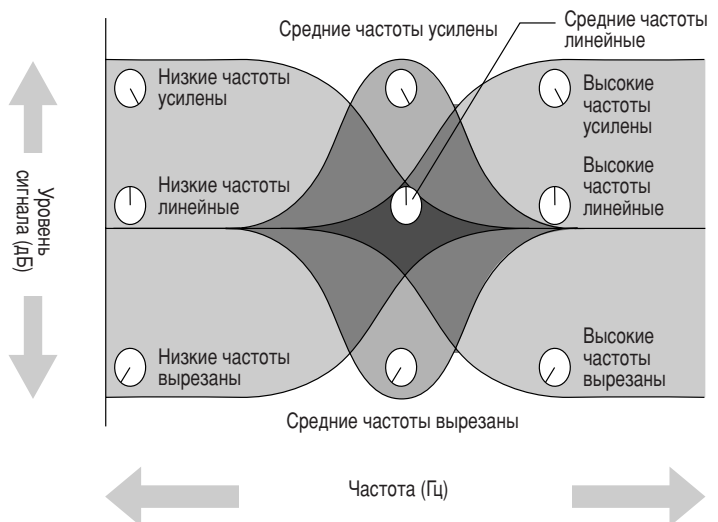 Средние частоты усилены
Средние частоты
линейные
Низкие частоты
усилены
Высокие
частоты
усилены
Низкие частоты
линейные
Высокие
частоты
линейные
Уровень
сигнала (дБ)
Низкие частоты
вырезаны
Высокие
частоты
вырезаны
Средние частоты вырезаны
Частота (Гц)